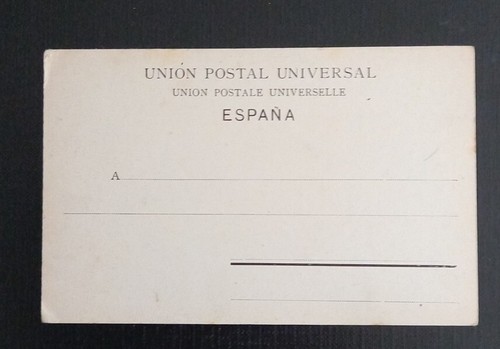 UNIÓN POSTAL UNIVERSAL
UNION POSTALE UNIVERSELLE
ESPAÑA
A